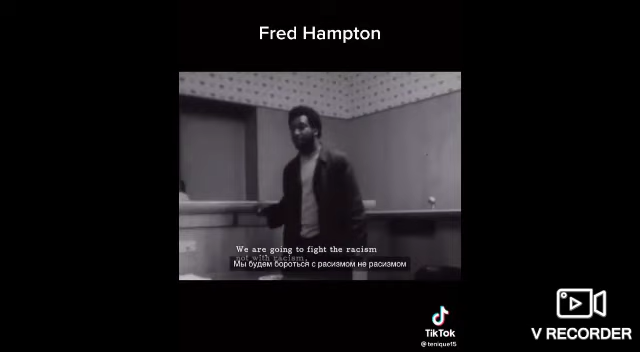 Fred Hampton
We are going to fight the racism
not with racism.
Мы будем бороться с расизмом не расизмом
TikTok
@tenique15
V RECORDER